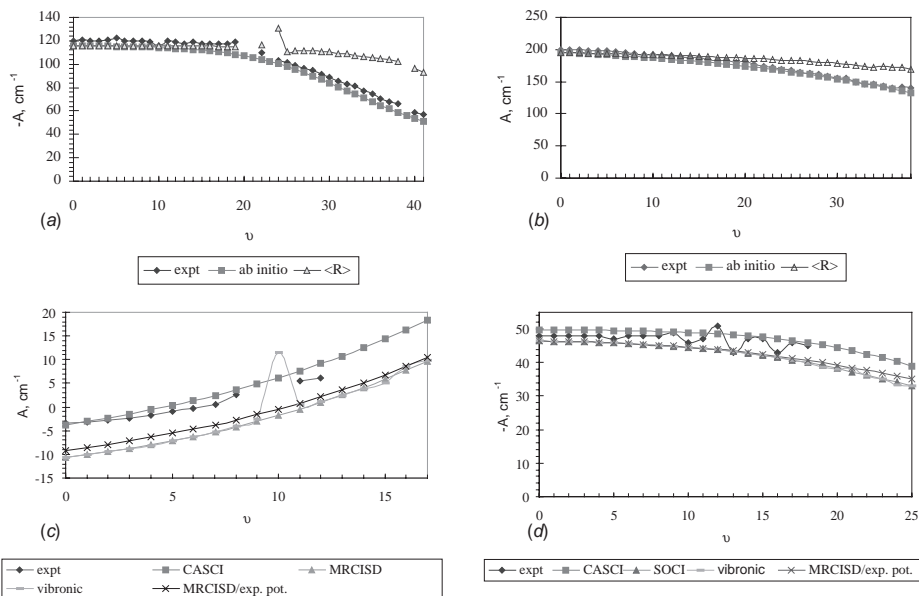 140
120
100
80
60
40
20
0
-A, cm⁻¹
0 10 20 30 40
(a)
υ
expt ab initio <R>
250
200
150
100
50
0
A, cm⁻¹
0 10 20 30
(b)
υ
expt ab initio <R>
20
15
10
5
0
-5
-10
-15
A, cm⁻¹
0 5 10 15
(c)
υ
expt CASCI MRCISD
vibronic MRCISD/exp. pot.
50
40
30
20
10
0
-A, cm⁻¹
0 5 10 15 20 25
(d)
υ
expt CASCI SOCI vibronic MRCISD/exp. pot.